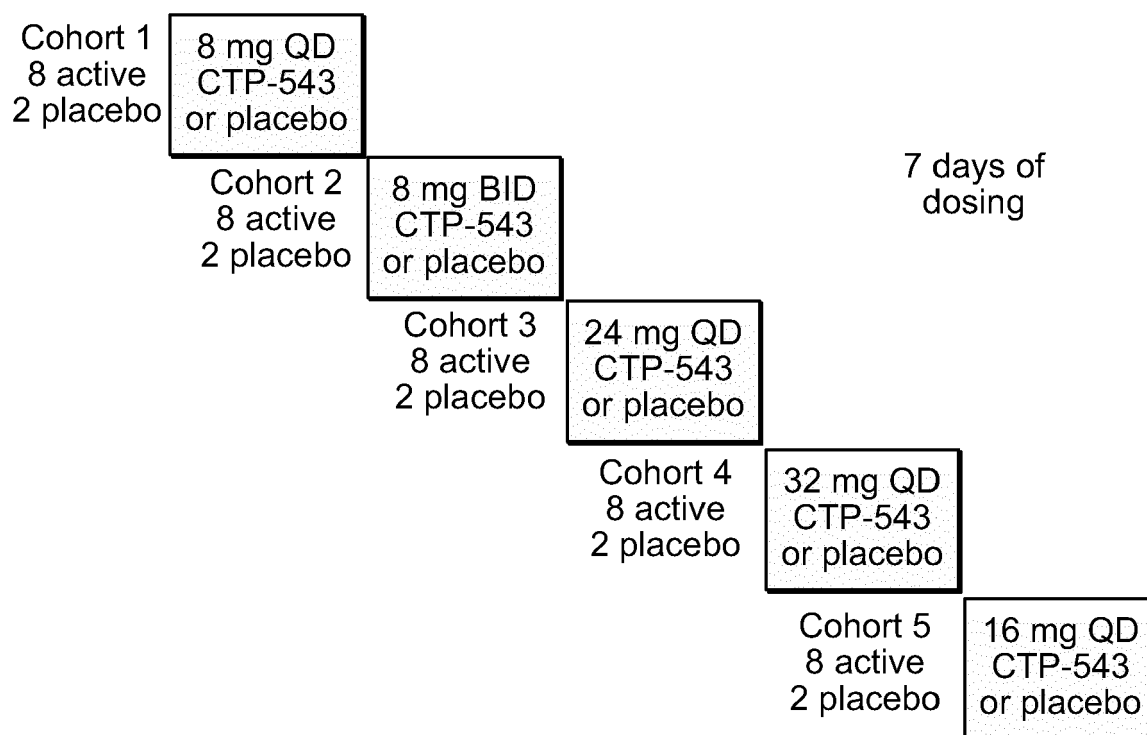 Cohort 1
8 active
2 placebo
8 mg QD
CTP-543
or placebo
Cohort 2
8 active
2 placebo
8 mg BID
CTP-543
or placebo
7 days of
dosing
Cohort 3
8 active
2 placebo
24 mg QD
CTP-543
or placebo
Cohort 4
8 active
2 placebo
32 mg QD
CTP-543
or placebo
Cohort 5
8 active
2 placebo
16 mg QD
CTP-543
or placebo